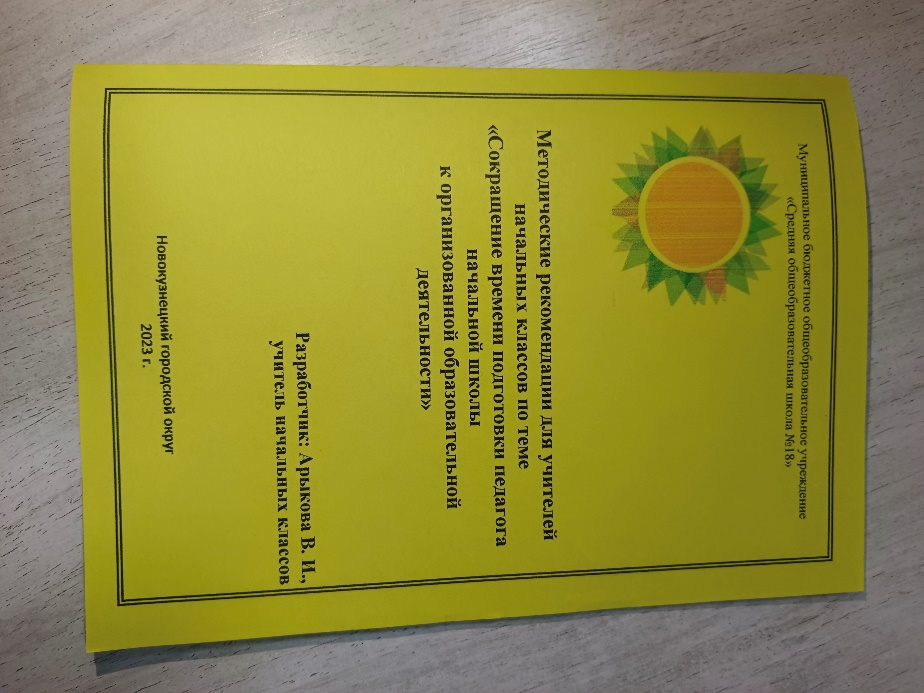 Муниципальное бюджетное общеобразовательное учреждение
«Средняя общеобразовательная школа №18»
Методические рекомендации для учителей
начальных классов по теме
«Сокращение времени подготовки педагога
начальной школы
к организованной образовательной
деятельности»
Разработчик: Арыкова В. И.,
учитель начальных классов
Новокузнецкий городской округ
2023 г.